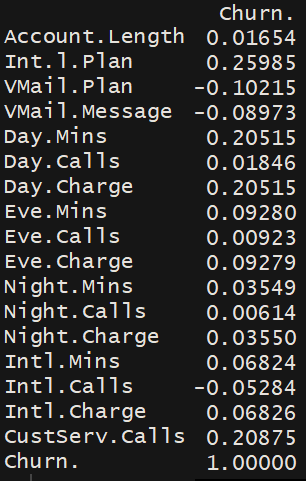 Churn.
Account.Length 0.01654
Int.l.Plan 0.25985
VMail.Plan -0.10215
VMail.Message -0.08973
Day.Mins 0.20515
Day.Calls 0.01846
Day.Charge 0.20515
Eve.Mins 0.09280
Eve.Calls 0.00923
Eve.Charge 0.09279
Night.Mins 0.03549
Night.Calls 0.00614
Night.Charge 0.03550
Intl.Mins 0.06824
Intl.Calls -0.05284
Intl.Charge 0.06826
CustServ.Calls 0.20875
Churn. 1.00000